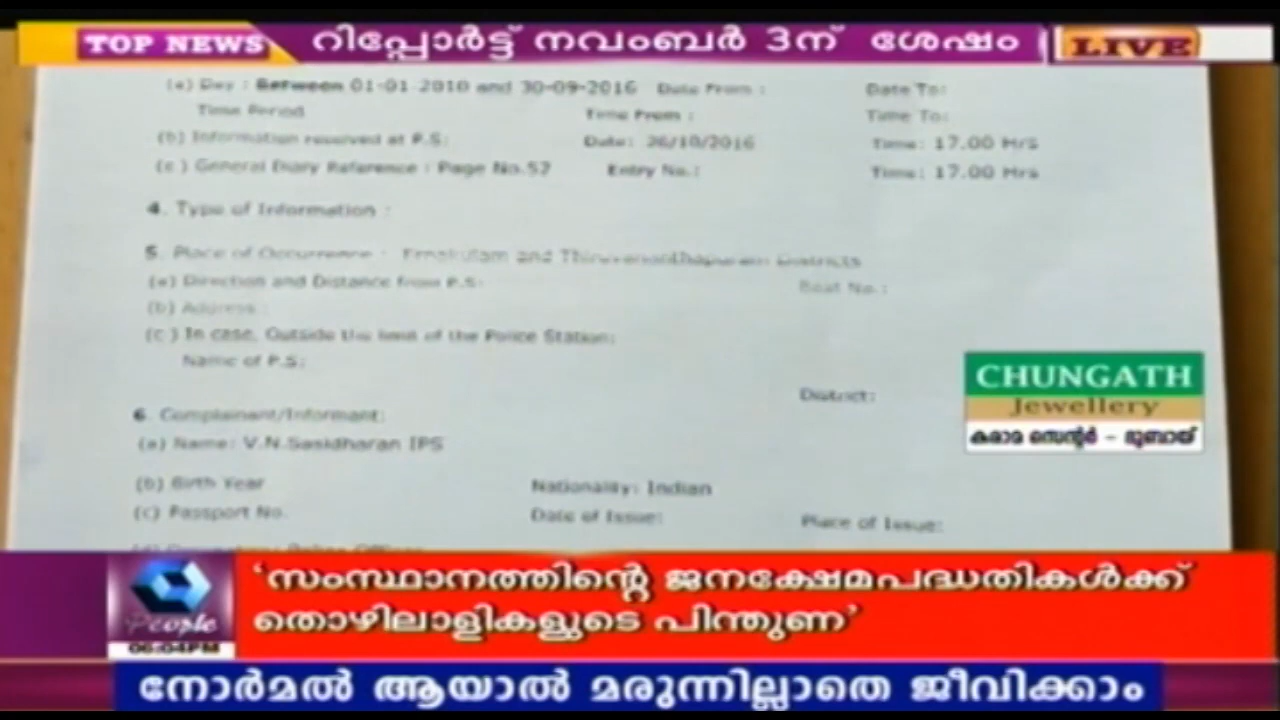 TOP NEWS റിപ്പോർട്ട് നവംബർ 3ന് ശേഷം LIVE
(a) Day : Between 01-01-2010 and 30-09-2016 Date From : Date To:
Time Period Time From : Time To:
(b) Information received at P.S: Date: 26/10/2016 Time: 17.00 Hrs
(c) General Diary Reference : Page No.57 Entry No.: Time: 17.00 Hrs
4. Type of Information :
5. Place of Occurrence : Ernakulam and Thiruvananthapuram Districts
(a) Direction and Distance from P.S: Beat No.:
(b) Address :
(c) In case, Outside the limit of the Police Station:
Name of P.S:
District:
6. Complainant/Informant:
(a) Name: V.N.Sasidharan IPS
(b) Birth Year Nationality: Indian
(c) Passport No. Date of Issue: Place of Issue:
CHUNGATH
Jewellery
കരാമ സെന്റർ - ദുബായ്
People
06:04PM
‘സംസ്ഥാനത്തിന്റെ ജനക്ഷേമപദ്ധതികൾക്ക്
തൊഴിലാളികളുടെ പിന്തുണ’
നോർമൽ ആയാൽ മരുന്നില്ലാതെ ജീവിക്കാം